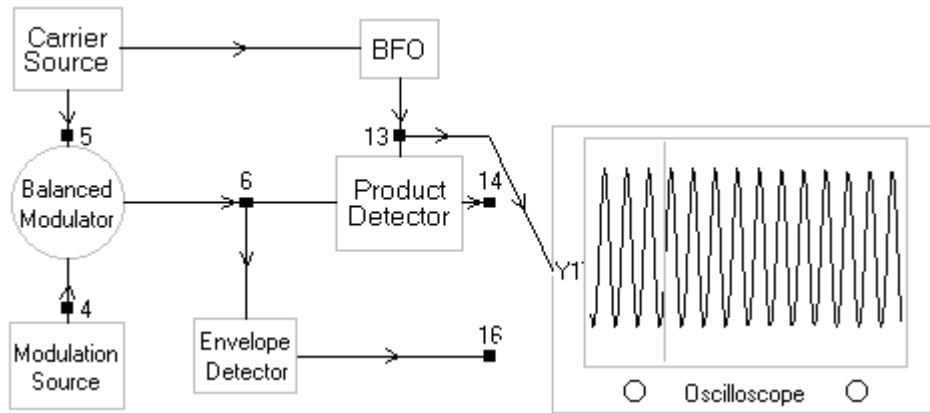 Carrier
Source
BFO
5
13
Balanced
Modulator
6
Product
Detector
14
Y1
4
Modulation
Source
Envelope
Detector
16
Oscilloscope